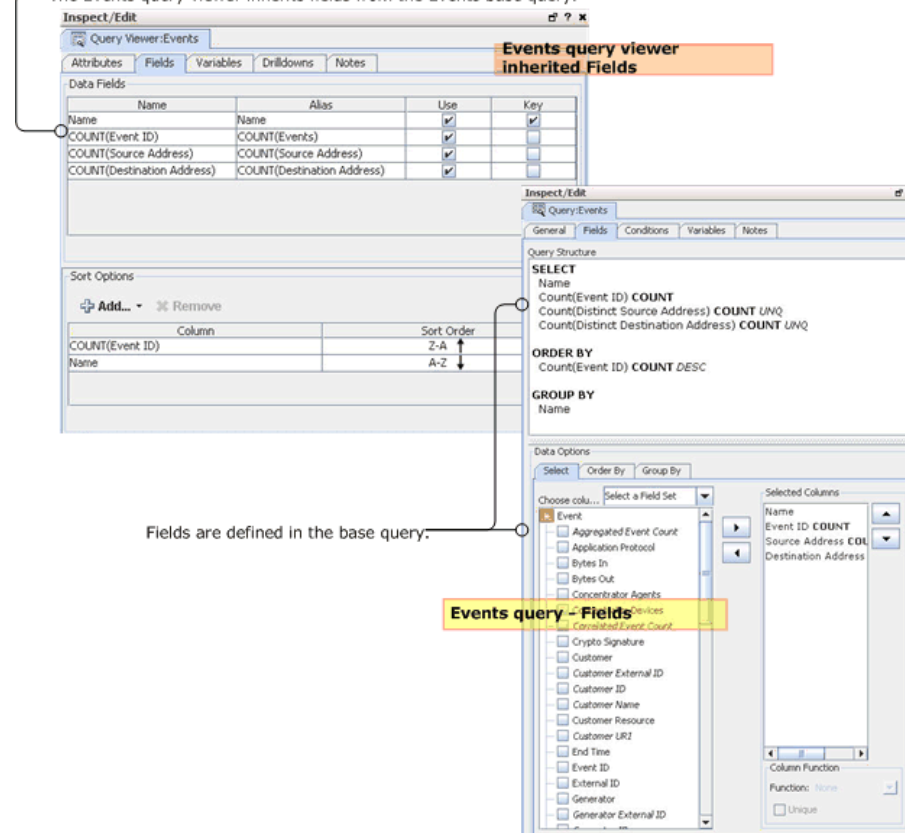 The Events query viewer inherits fields from the Events base query.
Inspect/Edit
Query Viewer:Events
Attributes Fields Variables Drilldowns Notes
Events query viewer
inherited Fields
Data Fields
Name Alias Use Key
Name Name
COUNT(Event ID) COUNT(Events)
COUNT(Source Address) COUNT(Source Address)
COUNT(Destination Address) COUNT(Destination Address)
Sort Options
Add... Remove
Column Sort Order
COUNT(Event ID) Z-A
Name A-Z
Inspect/Edit
Query:Events
General Fields Conditions Variables Notes
Query Structure
SELECT
Name
Count(Event ID) COUNT
Count(Distinct Source Address) COUNT UNQ
Count(Distinct Destination Address) COUNT UNQ
ORDER BY
Count(Event ID) COUNT DESC
GROUP BY
Name
Fields are defined in the base query.
Data Options
Select Order By Group By
Choose colu... Select a Field Set
Event
Aggregated Event Count
Application Protocol
Bytes In
Bytes Out
Concentrator Agents
Devices
Correlated Event Count
Events query - Fields
Crypto Signature
Customer
Customer External ID
Customer ID
Customer Name
Customer Resource
Customer URI
End Time
Event ID
External ID
Generator
Generator External ID
Selected Columns
Name
Event ID COUNT
Source Address COU
Destination Address
Column Function
Function: None
Unique